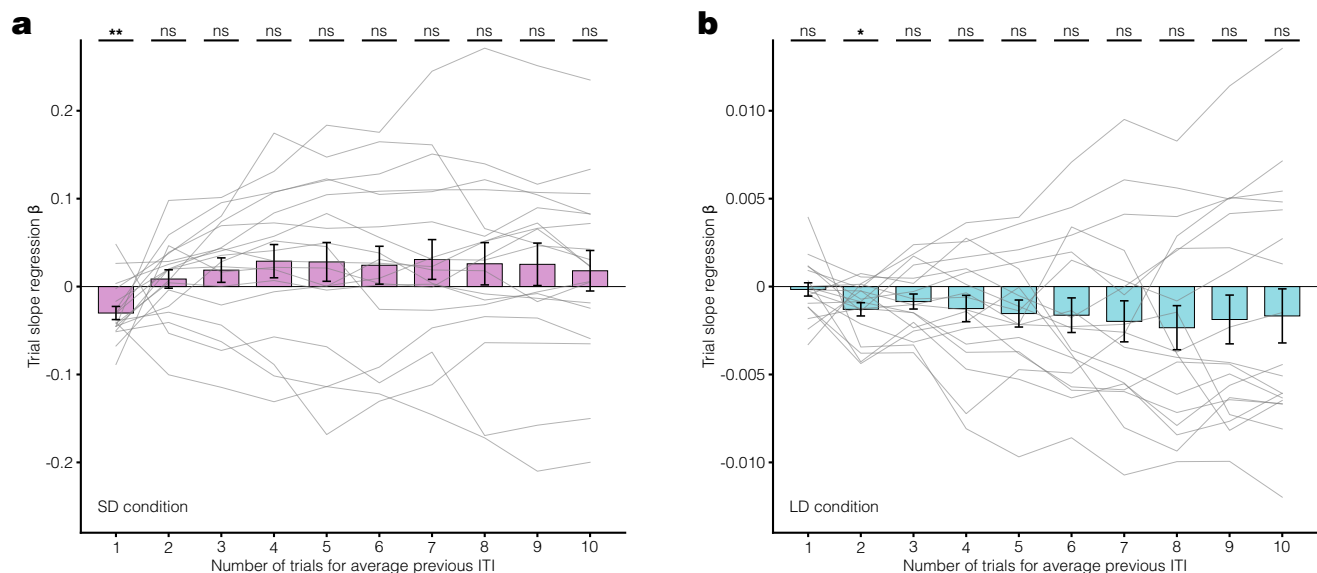 a
** ns ns ns ns ns ns ns ns ns
0.2
0.1
0
-0.1
-0.2
Trial slope regression β
SD condition
1 2 3 4 5 6 7 8 9 10
Number of trials for average previous ITI
b
ns * ns ns ns ns ns ns ns ns
0.010
0.005
0
-0.005
-0.010
Trial slope regression β
LD condition
1 2 3 4 5 6 7 8 9 10
Number of trials for average previous ITI